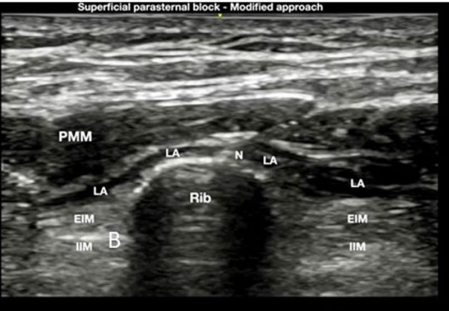 Superficial parasternal block - Modified approach
PMM
LA
N
LA
LA
LA
Rib
EIM
EIM
IIM
B
IIM